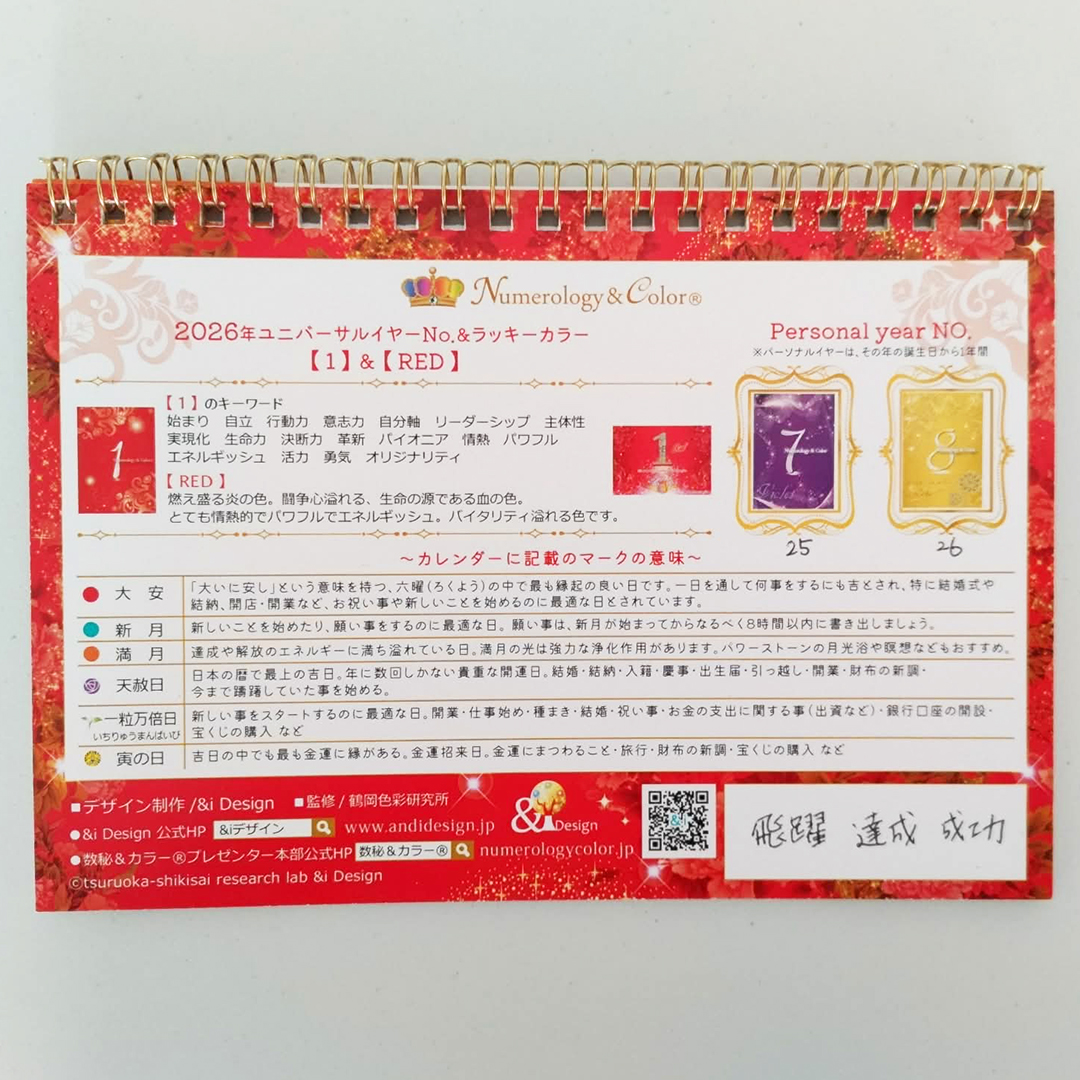 Numerology & Color®
2026年ユニバーサルイヤーNo.&ラッキーカラー
【1】&【RED】
Personal year NO.
※パーソナルイヤーは、その年の誕生日から1年間
【1】のキーワード
始まり 自立 行動力 意志力 自分軸 リーダーシップ 主体性
実現化 生命力 決断力 革新 パイオニア 情熱 パワフル
エネルギッシュ 活力 勇気 オリジナリティ
【RED】
燃え盛る炎の色。闘争心溢れる、生命の源である血の色。
とても情熱的でパワフルでエネルギッシュ。バイタリティ溢れる色です。
1
Numerology & Color
1
7
Numerology & Color
Violet
8
25
26
～カレンダーに記載のマークの意味～
大安
「大いに安し」という意味を持つ、六曜(ろくよう)の中で最も縁起の良い日です。一日を通して何事をするにも吉とされ、特に結婚式や
結納、開店・開業など、お祝い事や新しいことを始めるのに最適な日とされています。
新月
新しいことを始めたり、願い事をするのに最適な日。願い事は、新月が始まってからなるべく8時間以内に書き出しましょう。
満月
達成や解放のエネルギーに満ち溢れている日。満月の光は強力な浄化作用があります。パワーストーンの月光浴や瞑想などもおすすめ。
天赦日
日本の暦で最上の吉日。年に数回しかない貴重な開運日。結婚・結納・入籍・慶事・出生届・引っ越し・開業・財布の新調・
今まで躊躇していた事を始める。
一粒万倍日
いちりゅうまんばいび
新しい事をスタートするのに最適な日。開業・仕事始め・種まき・結婚・祝い事・お金の支出に関する事(出資など)・銀行口座の開設・
宝くじの購入 など
寅の日
吉日の中でも最も金運に縁がある。金運招来日。金運にまつわること・旅行・財布の新調・宝くじの購入 など
■デザイン制作/&i Design ■監修/鶴岡色彩研究所
●&i Design 公式HP &iデザイン www.andidesign.jp
●数秘&カラー®プレゼンター本部公式HP 数秘&カラー® numerologycolor.jp
©tsuruoka-shikisai research lab &i Design
&i Design
飛躍 達成 成功